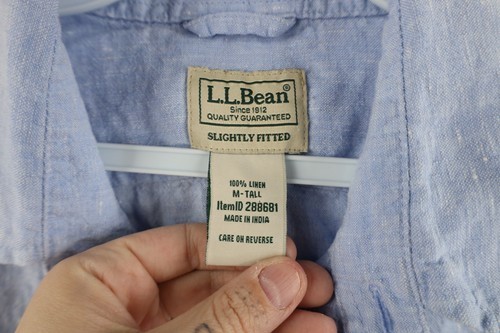 L.L.Bean®
Since 1912
QUALITY GUARANTEED
SLIGHTLY FITTED
100% LINEN
M-TALL
ItemID 288681
MADE IN INDIA
CARE ON REVERSE